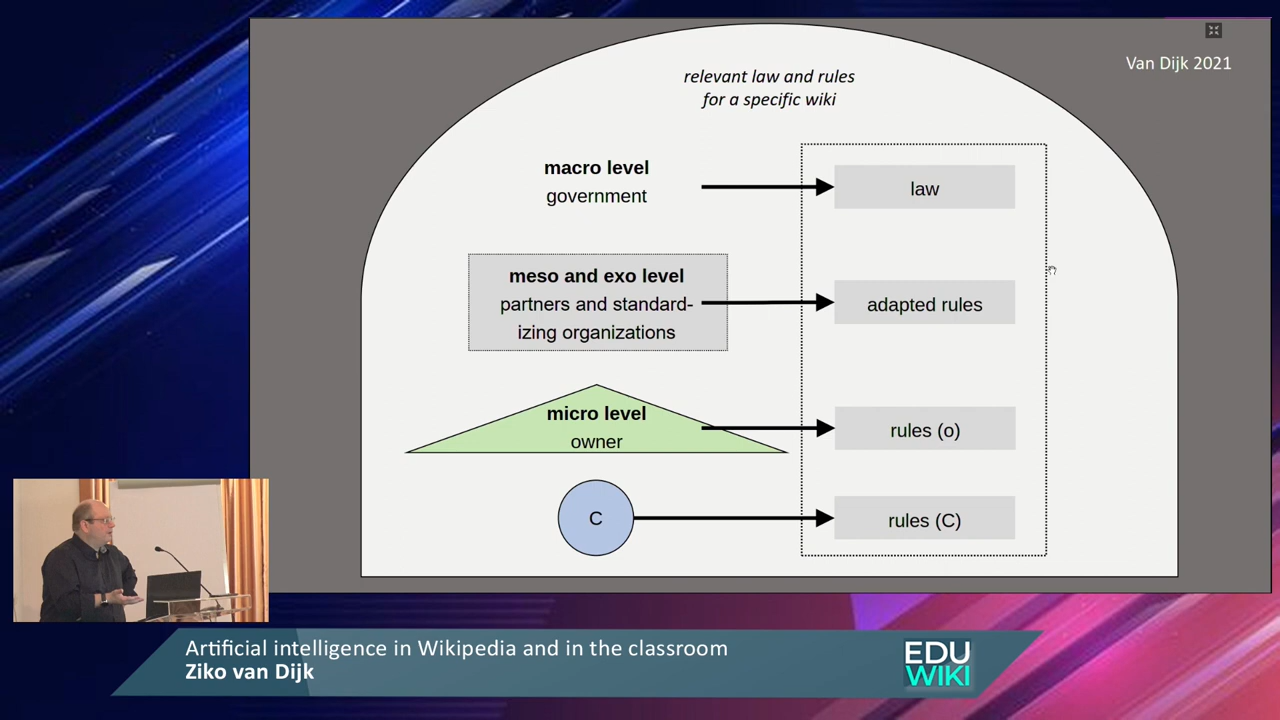 Van Dijk 2021
relevant law and rules
for a specific wiki
macro level
government
law
meso and exo level
partners and standard-
izing organizations
adapted rules
micro level
owner
rules (o)
C
rules (C)
Artificial intelligence in Wikipedia and in the classroom
Ziko van Dijk
EDU
WIKI